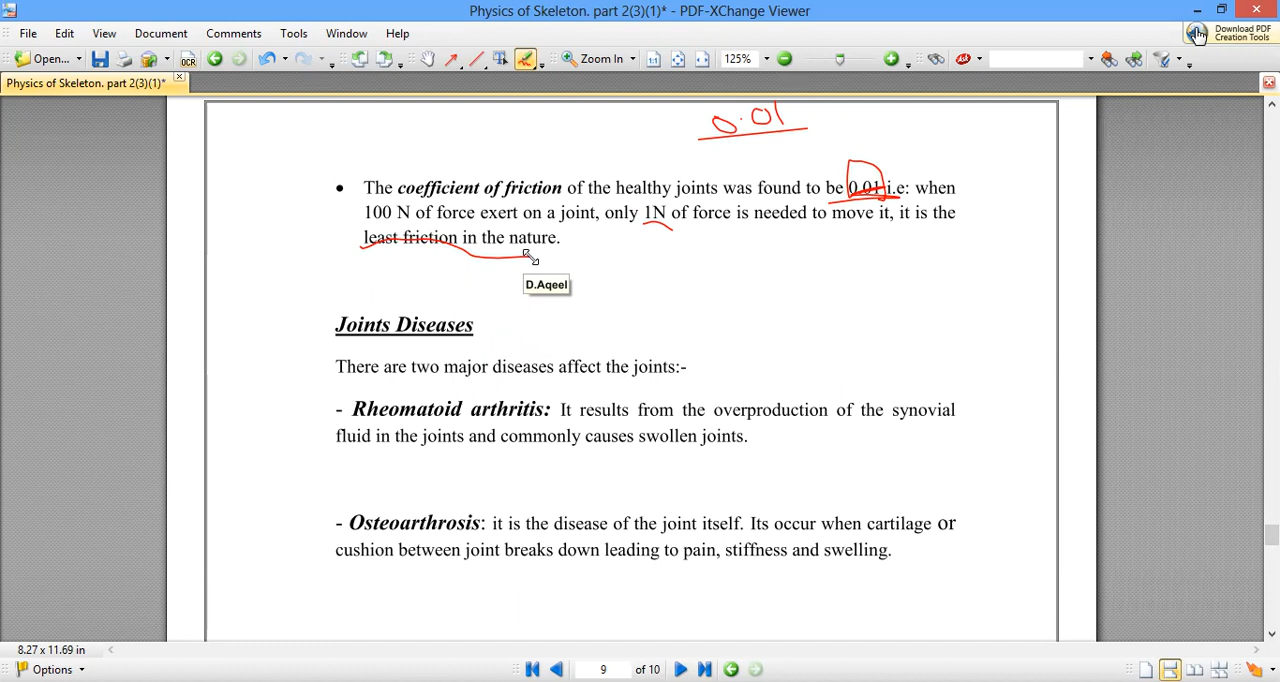 Physics of Skeleton. part 2(3)(1)* - PDF-XChange Viewer
File Edit View Document Comments Tools Window Help
Download PDF
Creation Tools
Open... OCR Zoom In 125%
Physics of Skeleton. part 2(3)(1)*
0.01
• The coefficient of friction of the healthy joints was found to be 0.01 i.e: when
100 N of force exert on a joint, only 1N of force is needed to move it, it is the
least friction in the nature.
D.Aqeel
Joints Diseases
There are two major diseases affect the joints:-
- Rheomatoid arthritis: It results from the overproduction of the synovial
fluid in the joints and commonly causes swollen joints.
- Osteoarthrosis: it is the disease of the joint itself. Its occur when cartilage or
cushion between joint breaks down leading to pain, stiffness and swelling.
8.27 x 11.69 in
Options 9 of 10